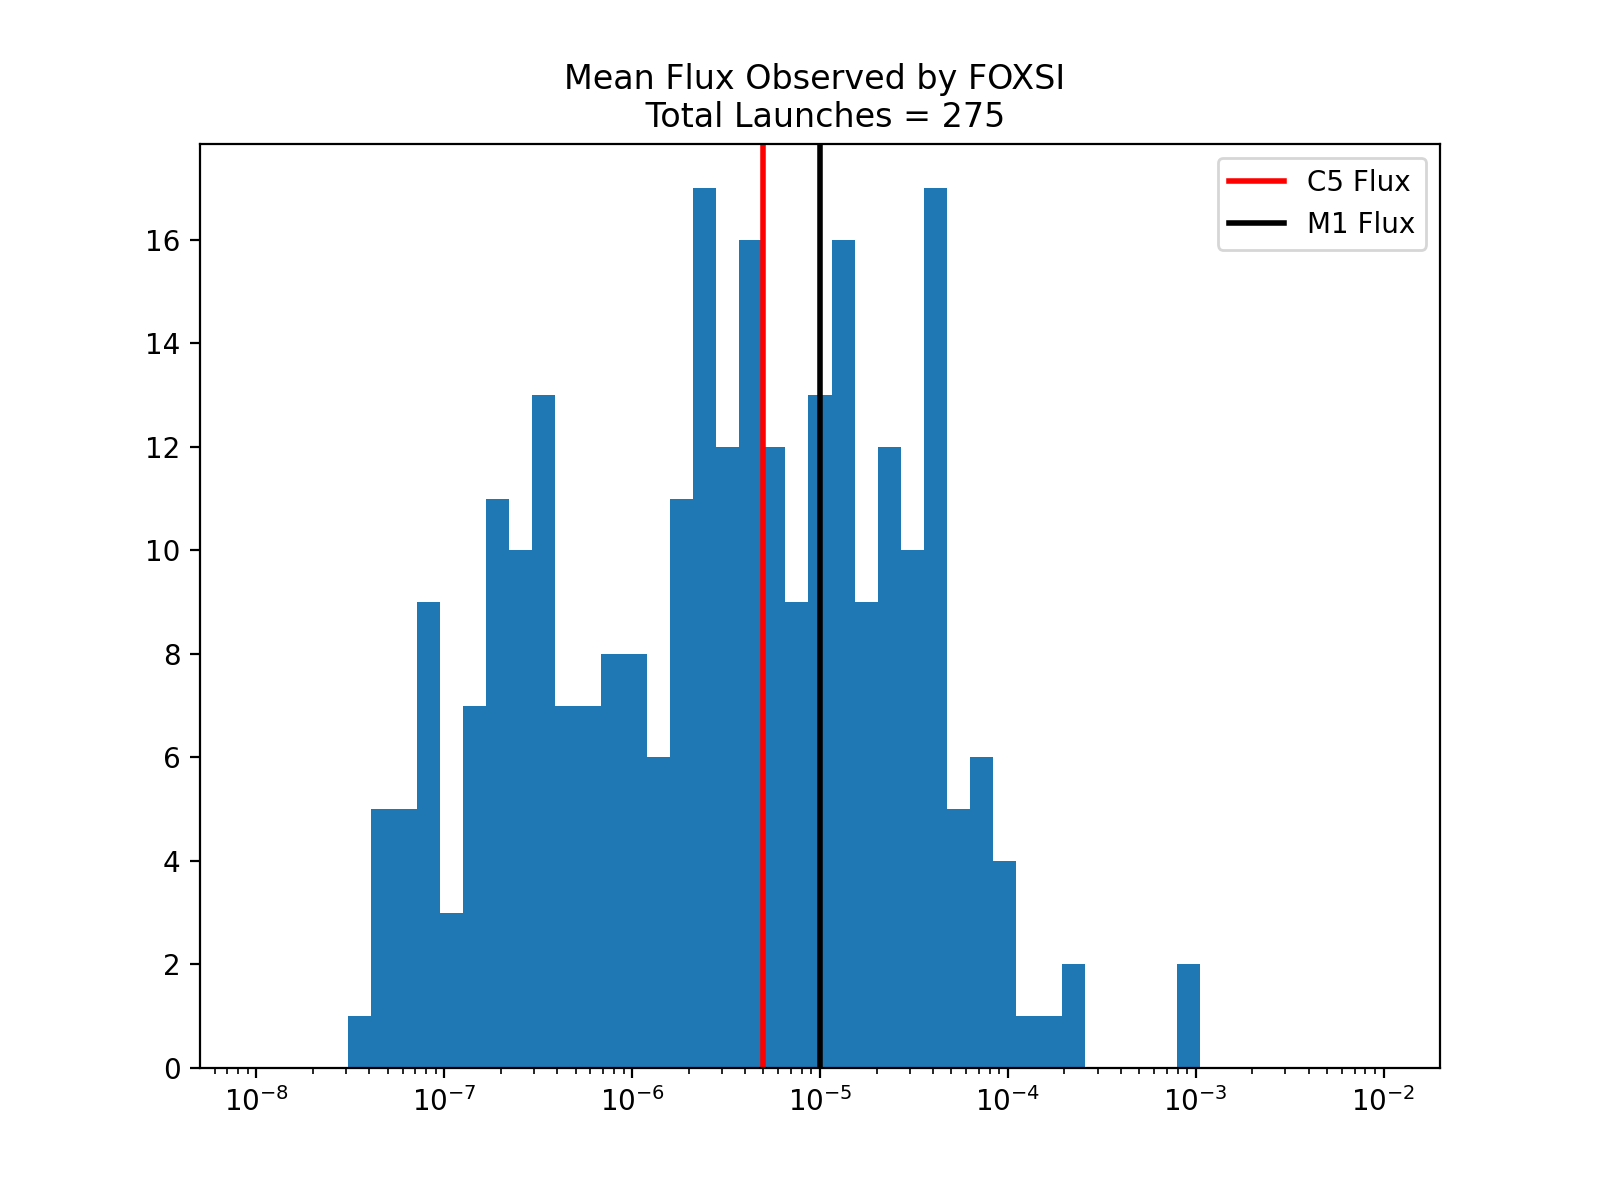 Mean Flux Observed by FOXSI
Total Launches = 275
C5 Flux
M1 Flux
16
14
12
10
8
6
4
2
0
10⁻⁸ 10⁻⁷ 10⁻⁶ 10⁻⁵ 10⁻⁴ 10⁻³ 10⁻²